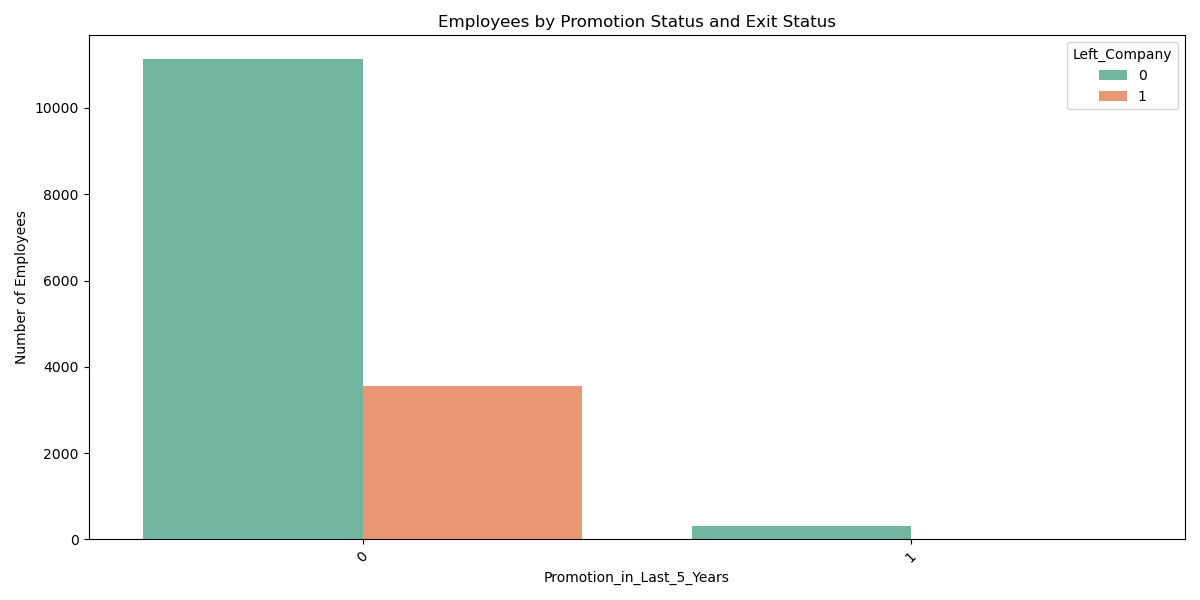 Employees by Promotion Status and Exit Status
Left_Company
0
1
10000
8000
6000
4000
2000
0
Number of Employees
0
1
Promotion_in_Last_5_Years